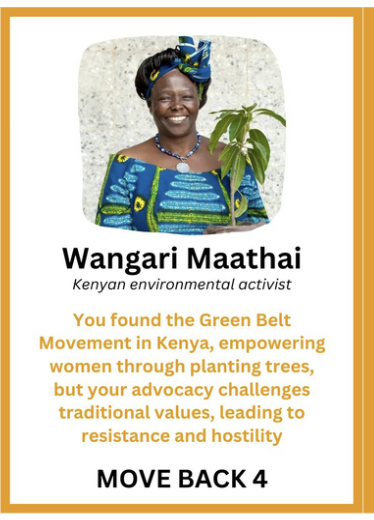 Wangari Maathai
Kenyan environmental activist
You found the Green Belt
Movement in Kenya, empowering
women through planting trees,
but your advocacy challenges
traditional values, leading to
resistance and hostility
MOVE BACK 4